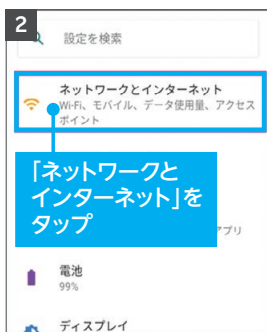 2
設定を検索
ネットワークとインターネット
Wi-Fi、モバイル、データ使用量、アクセス
ポイント
「ネットワークと
インターネット」を
タップ
アプリ
電池
99%
ディスプレイ